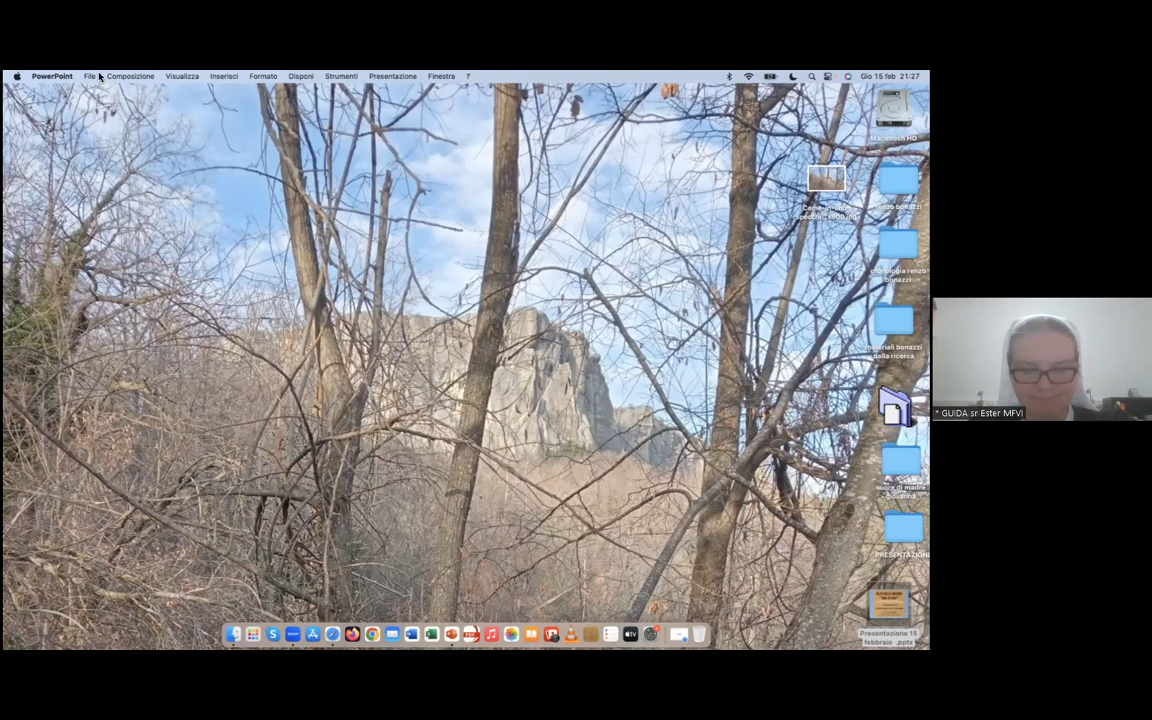 PowerPoint File Composizione Visualizza Inserisci Formato Disponi Strumenti Presentazione Finestra ? Gio 15 feb 21:27
Macintosh HD
renzo bonazzi
cronologia renzo
bonazzi
materiali bonazzi
dalla ricerca
* GUIDA sr Ester MFVI
suore di madre
giovanna
PRESENTAZIONI
Presentazione 15
febbraio .pptx